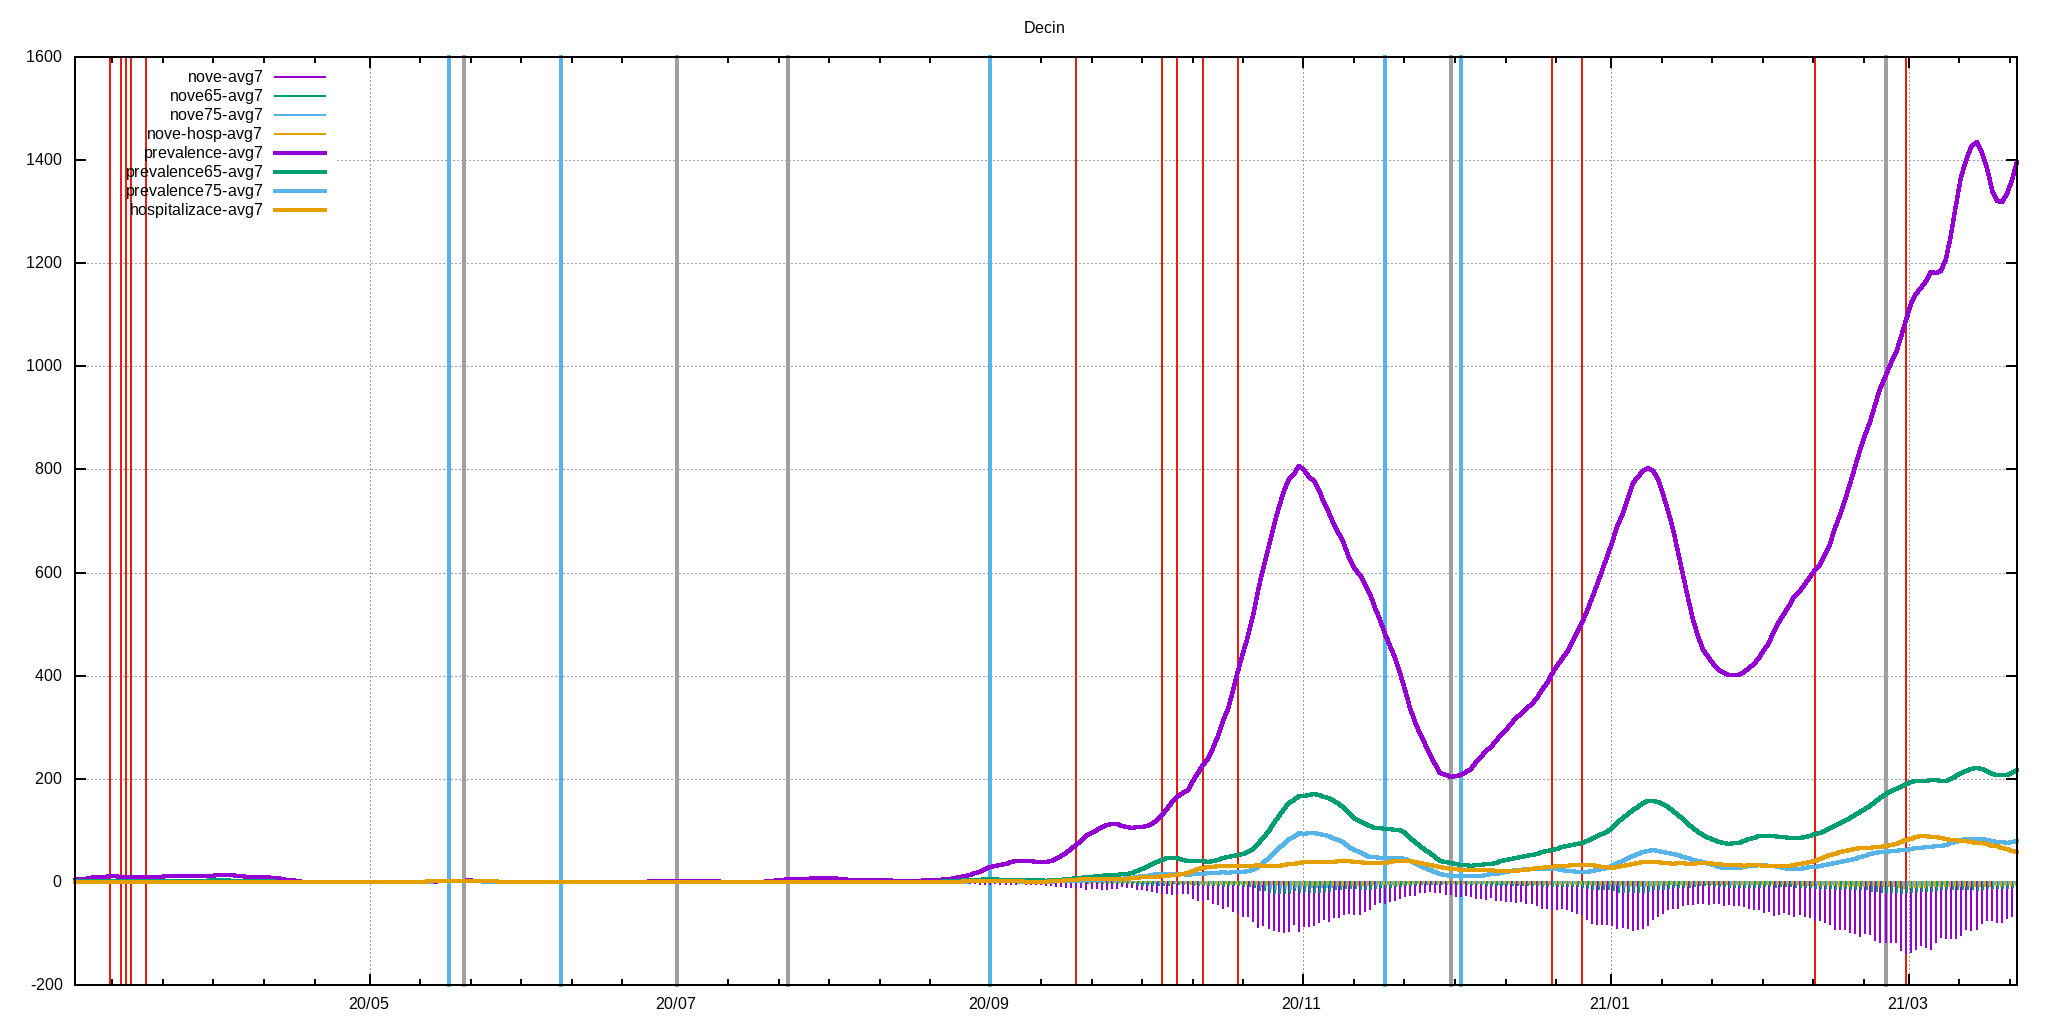 Decin
nove-avg7
nove65-avg7
nove75-avg7
nove-hosp-avg7
prevalence-avg7
prevalence65-avg7
prevalence75-avg7
hospitalizace-avg7
1600
1400
1200
1000
800
600
400
200
0
-200
20/05 20/07 20/09 20/11 21/01 21/03